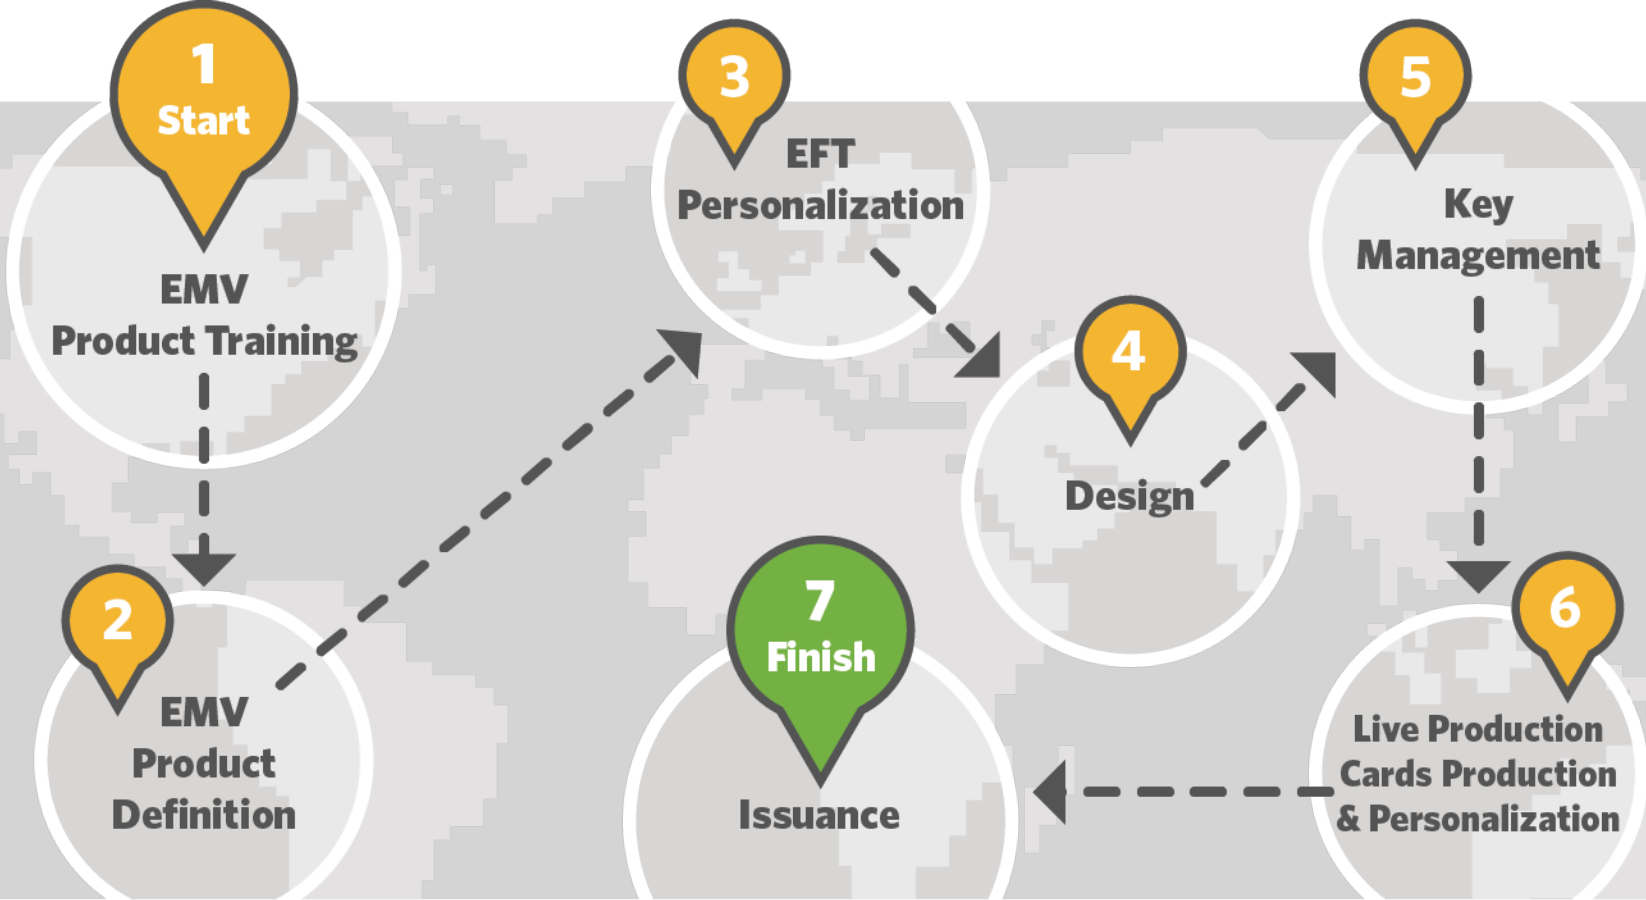 1
Start
EMV
Product Training
2
EMV
Product
Definition
3
EFT
Personalization
4
Design
5
Key
Management
6
Live Production
Cards Production
& Personalization
7
Finish
Issuance